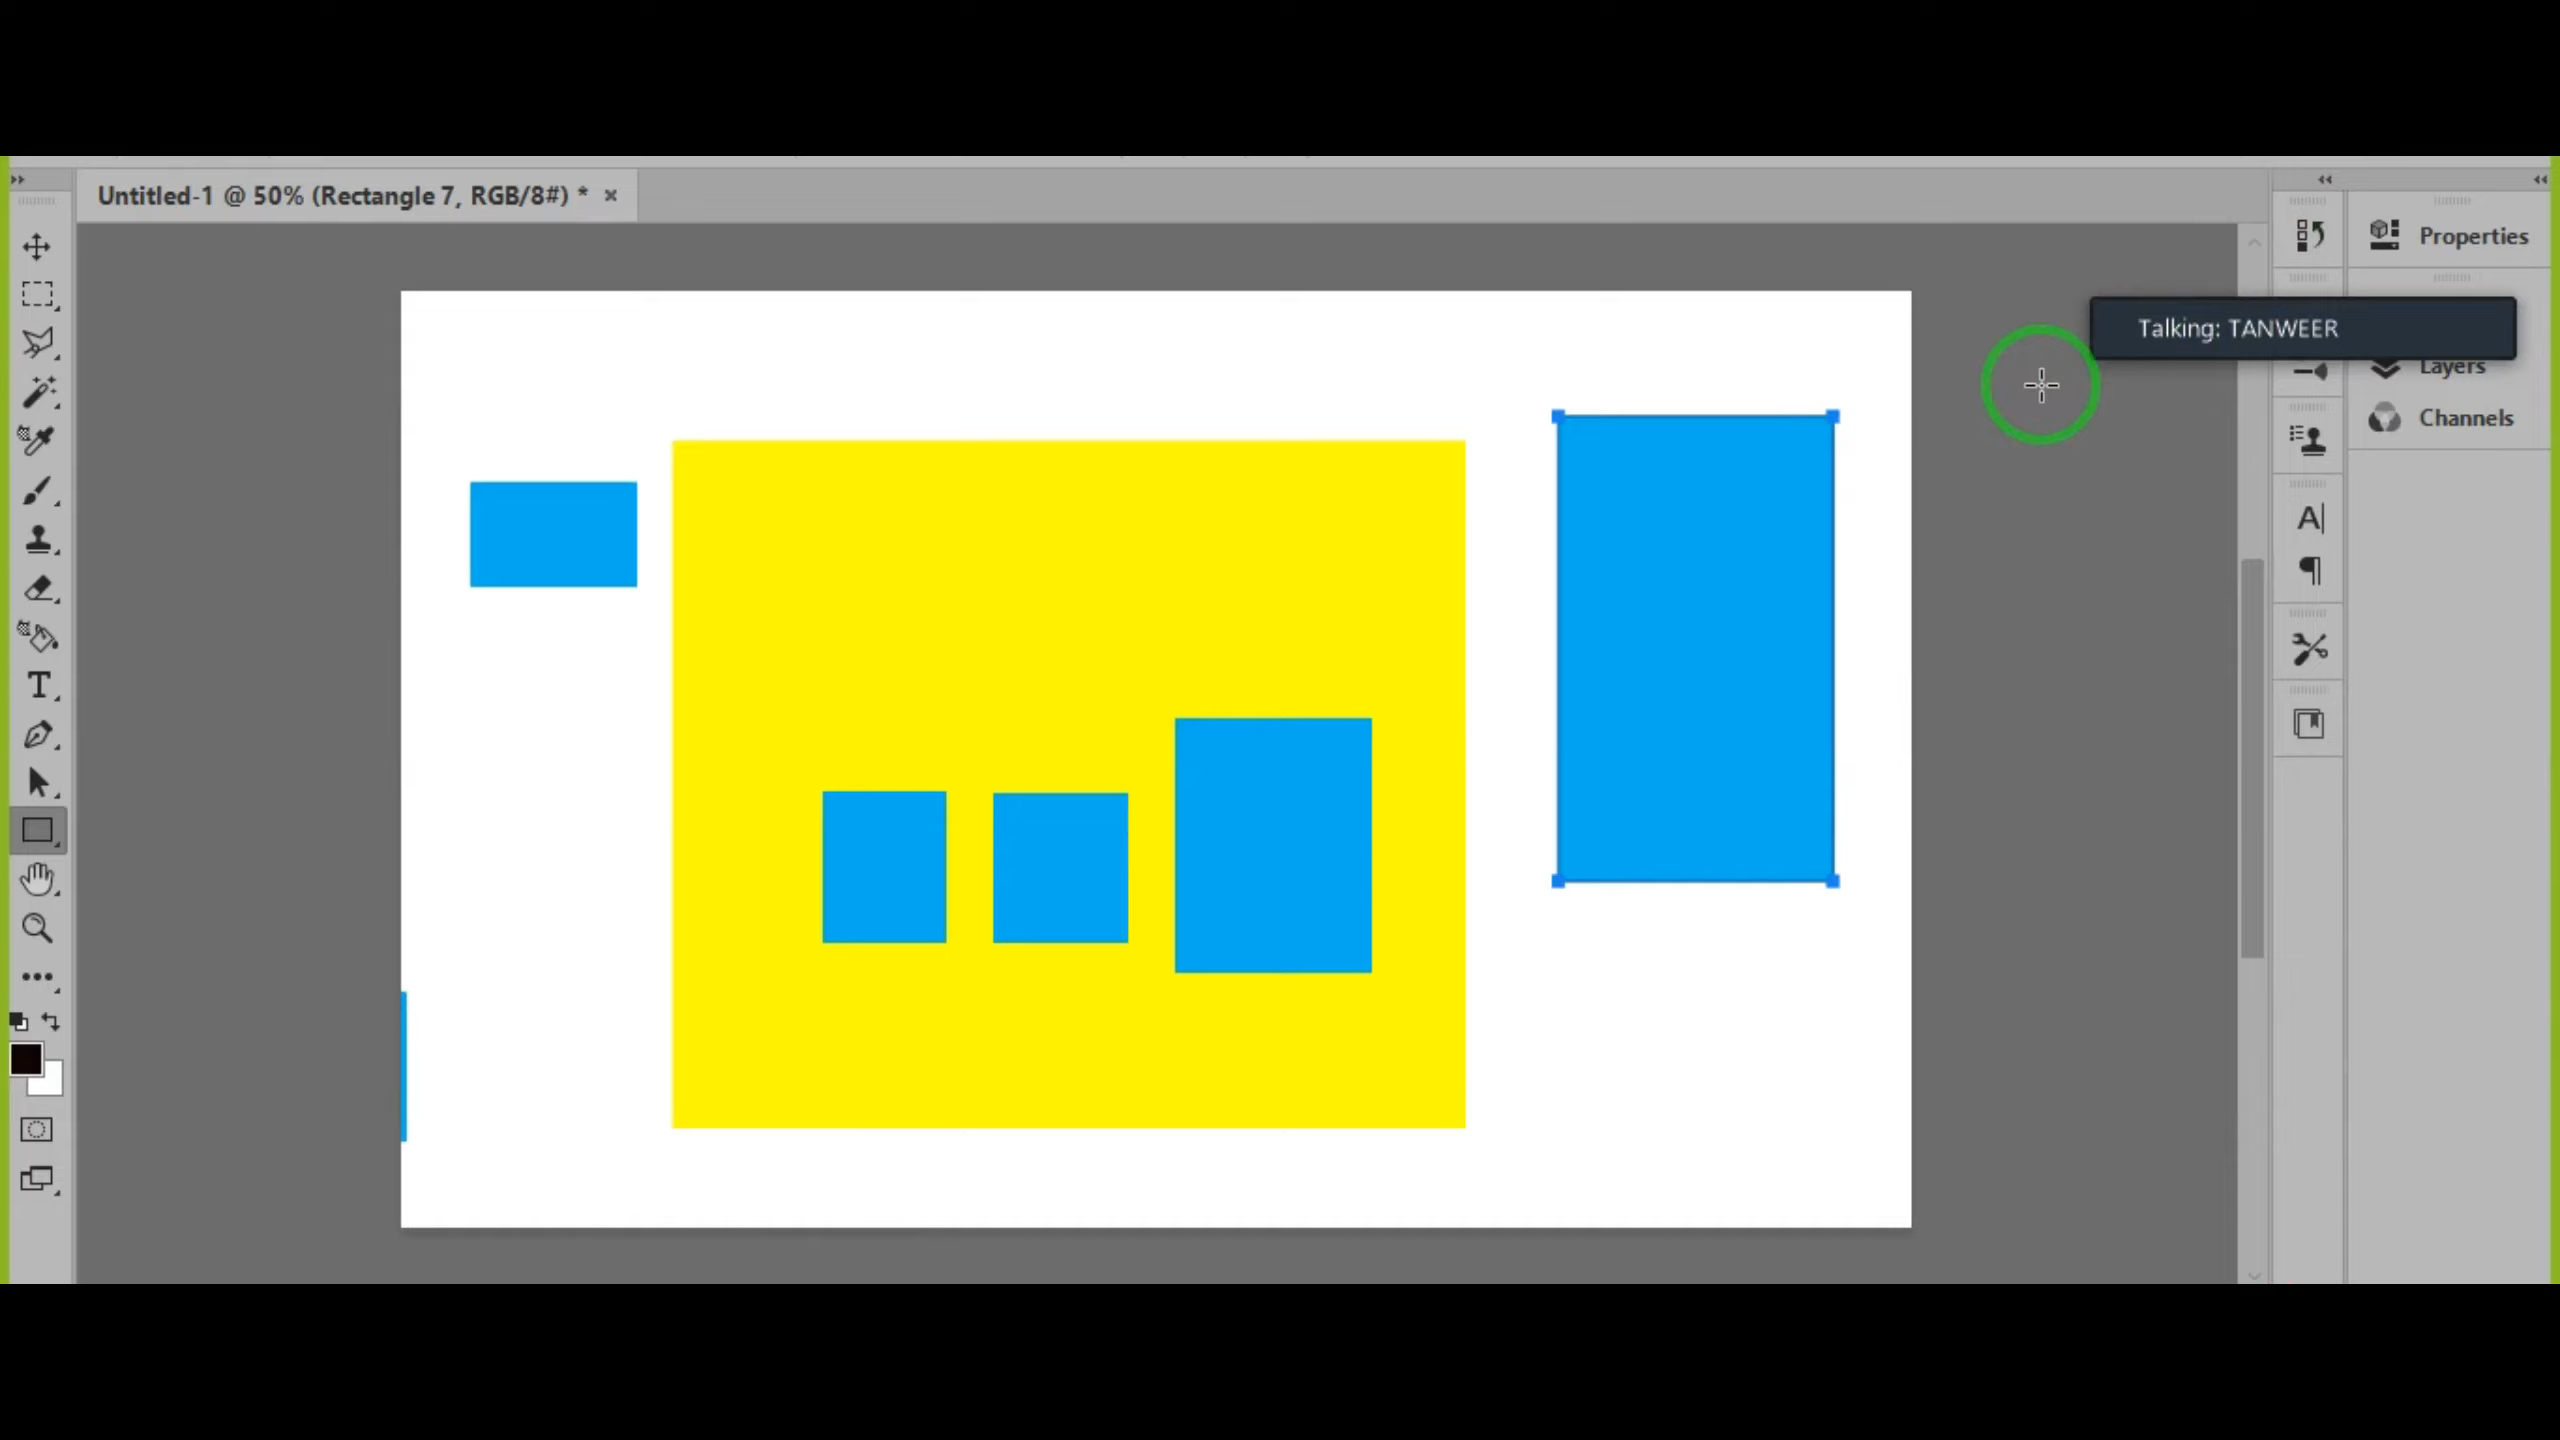 Untitled-1 @ 50% (Rectangle 7, RGB/8#) *
Properties
Talking: TANWEER
Layers
Channels